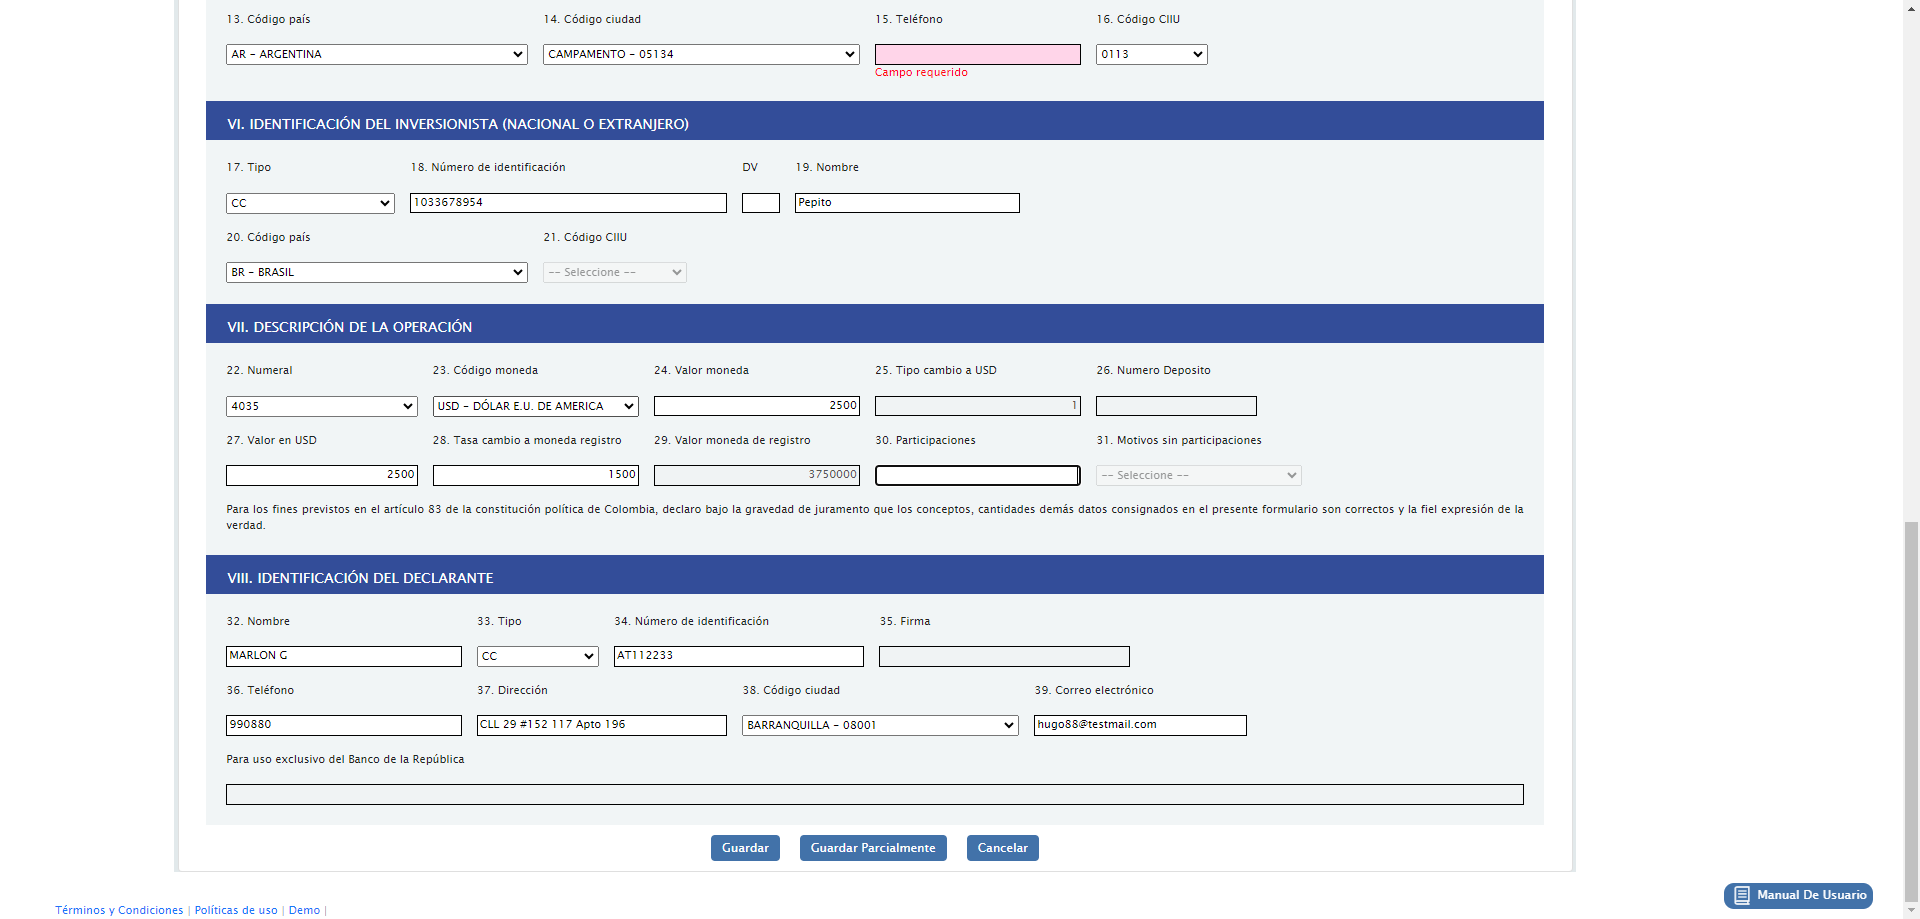 13. Código país 14. Código ciudad 15. Teléfono 16. Código CIIU
AR - ARGENTINA CAMPAMENTO - 05134 0113
Campo requerido
VI. IDENTIFICACIÓN DEL INVERSIONISTA (NACIONAL O EXTRANJERO)
17. Tipo 18. Número de identificación DV 19. Nombre
CC 1033678954 Pepito
20. Código país 21. Código CIIU
BR - BRASIL -- Seleccione --
VII. DESCRIPCIÓN DE LA OPERACIÓN
22. Numeral 23. Código moneda 24. Valor moneda 25. Tipo cambio a USD 26. Numero Deposito
4035 USD - DÓLAR E.U. DE AMERICA 2500 1
27. Valor en USD 28. Tasa cambio a moneda registro 29. Valor moneda de registro 30. Participaciones 31. Motivos sin participaciones
2500 1500 3750000 -- Seleccione --
Para los fines previstos en el artículo 83 de la constitución política de Colombia, declaro bajo la gravedad de juramento que los conceptos, cantidades demás datos consignados en el presente formulario son correctos y la fiel expresión de la
verdad.
VIII. IDENTIFICACIÓN DEL DECLARANTE
32. Nombre 33. Tipo 34. Número de identificación 35. Firma
MARLON G CC AT112233
36. Teléfono 37. Dirección 38. Código ciudad 39. Correo electrónico
990880 CLL 29 #152 117 Apto 196 BARRANQUILLA - 08001 hugo88@testmail.com
Para uso exclusivo del Banco de la República
Guardar Guardar Parcialmente Cancelar
Manual De Usuario
Términos y Condiciones | Políticas de uso | Demo |